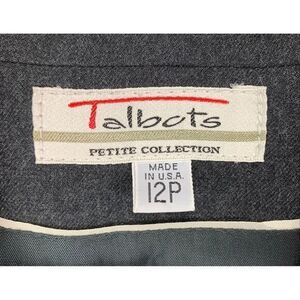 Talbots
PETITE COLLECTION
MADE
IN U.S.A.
12P